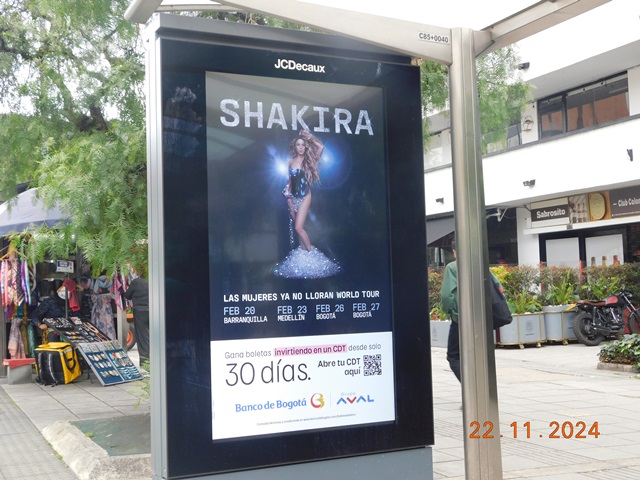 C85+0040
JCDecaux
SHAKIRA
LAS MUJERES YA NO LLORAN WORLD TOUR
FEB 20 FEB 23 FEB 26 FEB 27
BARRANQUILLA MEDELLÍN BOGOTÁ BOGOTÁ
Gana boletas invirtiendo en un CDT desde solo
30 días.
Abre tu CDT
aquí
Banco de Bogotá
AVAL
Sabrosito
Club Colo
22.11.2024